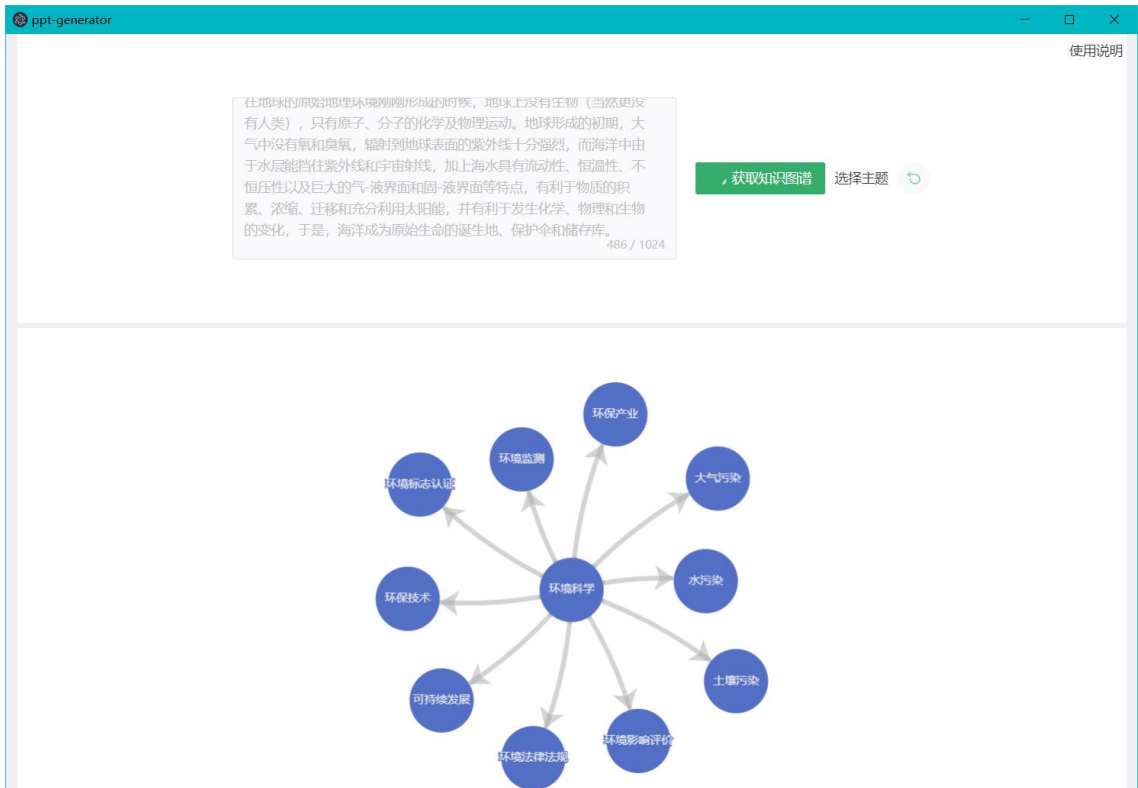 ppt-generator
使用说明
在地球的原始地理环境刚刚形成的时候，地球上没有生物（当然更没
有人类），只有原子、分子的化学及物理运动。地球形成的初期，大
气中没有氧和臭氧，辐射到地球表面的紫外线十分强烈，而海洋中由
于水层能挡住紫外线和宇宙射线，加上海水具有流动性、恒温性、不
恒压性以及巨大的气-液界面和固-液界面等特点，有利于物质的积
累、浓缩、迁移和充分利用太阳能，并有利于发生化学、物理和生物
的变化，于是，海洋成为原始生命的诞生地、保护伞和储存库。
486 / 1024
，获取知识图谱
选择主题
环保产业
环境监测
大气污染
环境标志认证
水污染
环境科学
环保技术
土壤污染
可持续发展
环境影响评价
环境法律法规